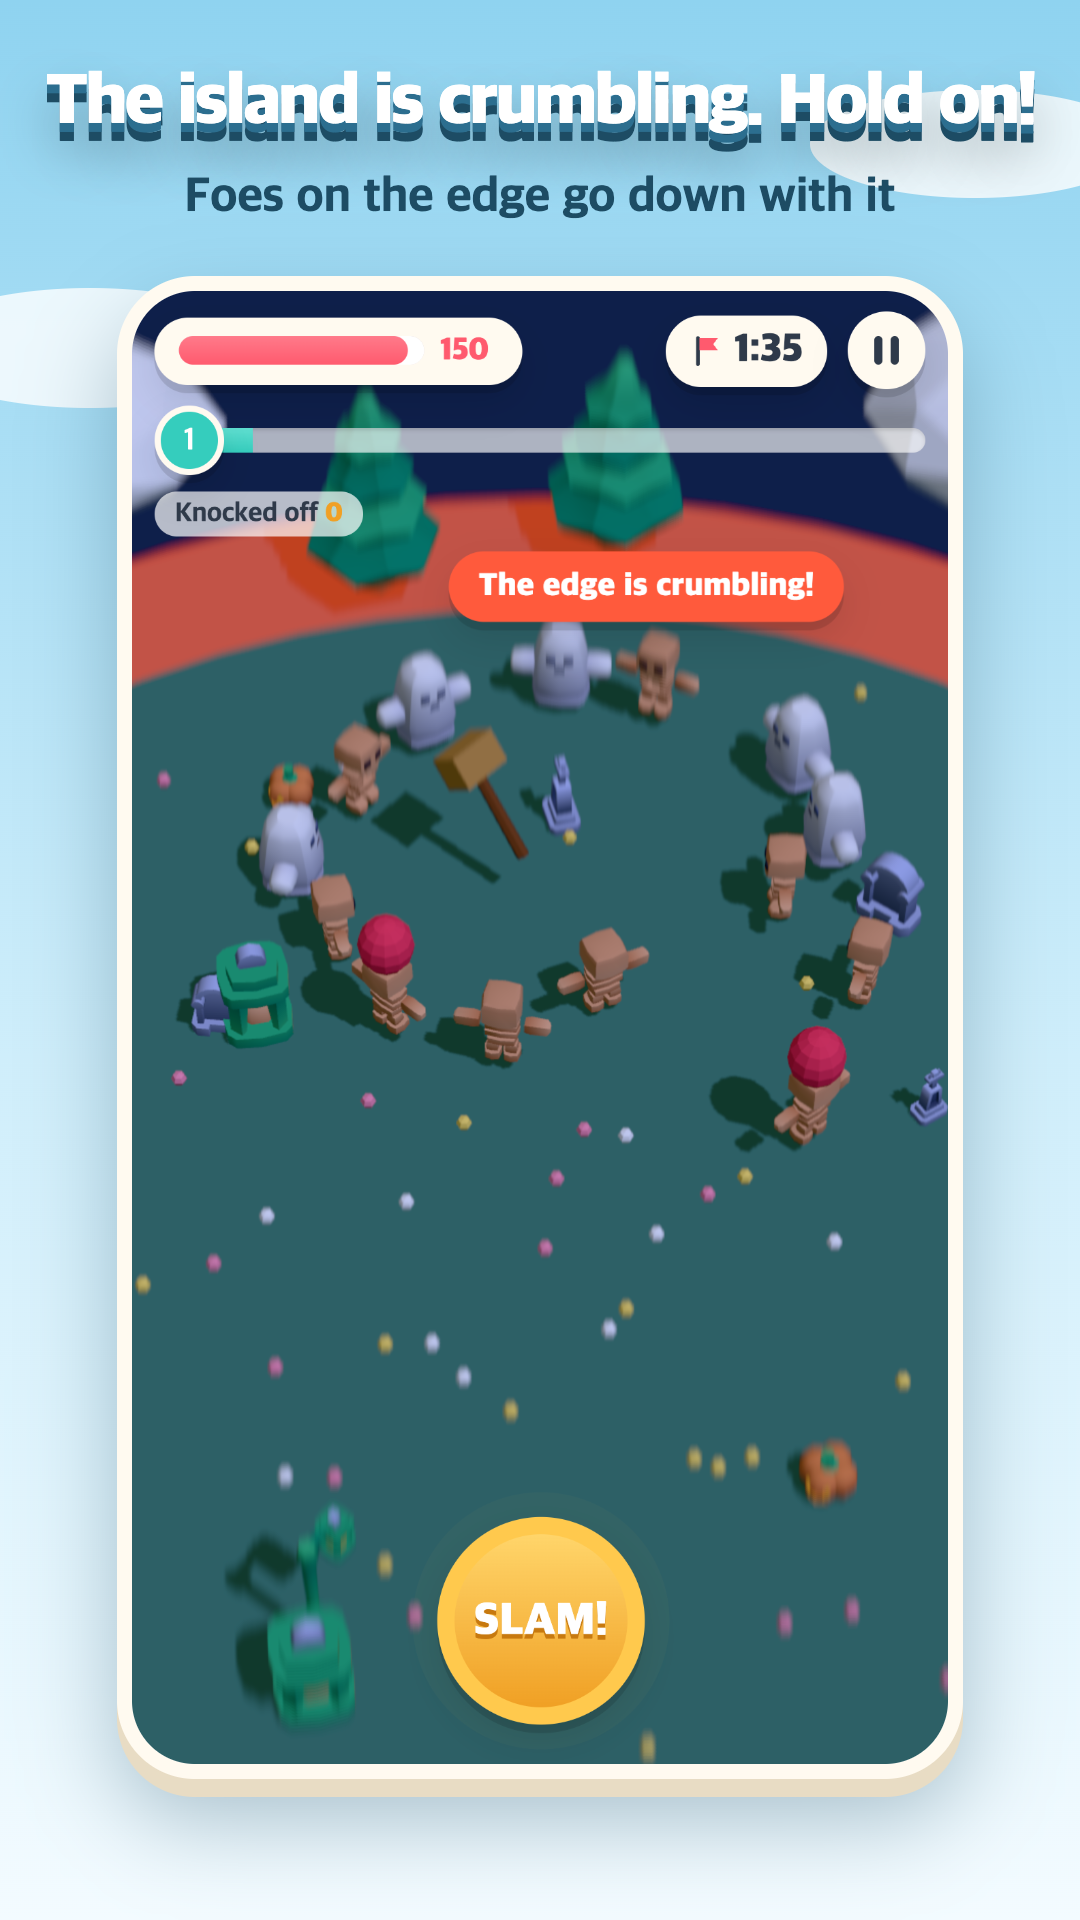 The island is crumbling. Hold on!
Foes on the edge go down with it
150
1:35
1
Knocked off 0
The edge is crumbling!
SLAM!